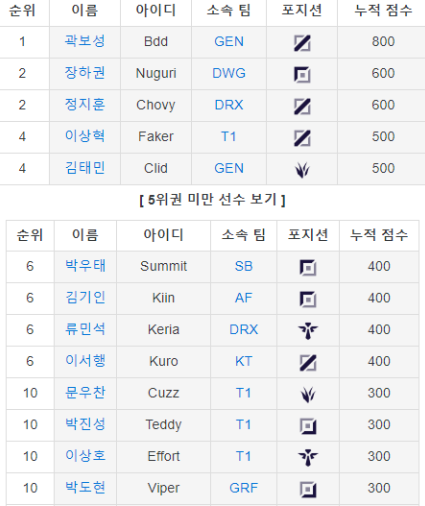 순위 이름 아이디 소속 팀 포지션 누적 점수
1 곽보성 Bdd GEN 800
2 장하권 Nuguri DWG 600
2 정지훈 Chovy DRX 600
4 이상혁 Faker T1 500
4 김태민 Clid GEN 500
[ 5위권 미만 선수 보기 ]
순위 이름 아이디 소속 팀 포지션 누적 점수
6 박우태 Summit SB 400
6 김기인 Kiin AF 400
6 류민석 Keria DRX 400
6 이서행 Kuro KT 400
10 문우찬 Cuzz T1 300
10 박진성 Teddy T1 300
10 이상호 Effort T1 300
10 박도현 Viper GRF 300